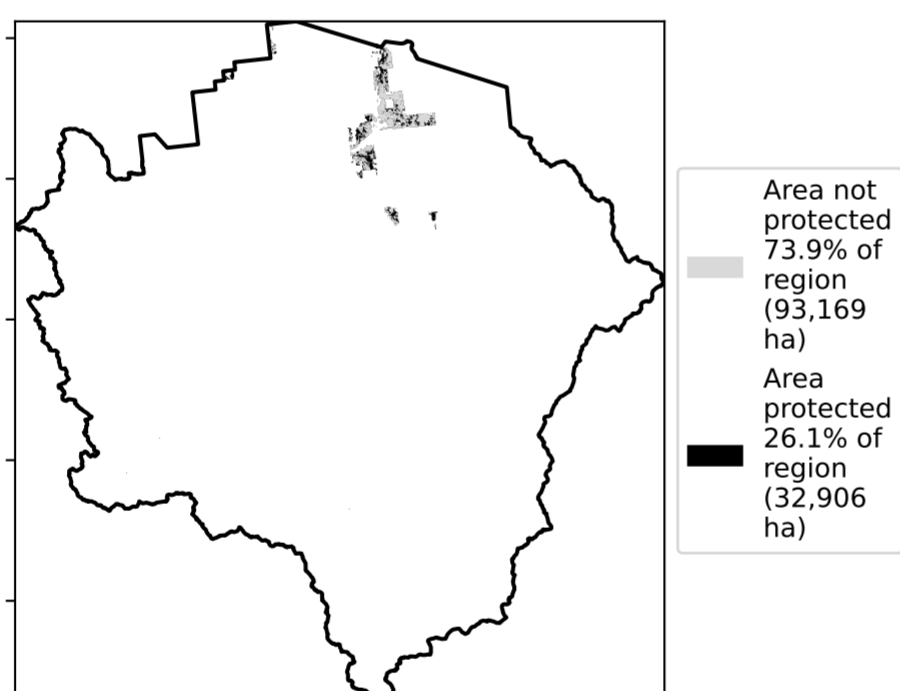 Area not
protected
73.9% of
region
(93,169
ha)
Area
protected
26.1% of
region
(32,906
ha)